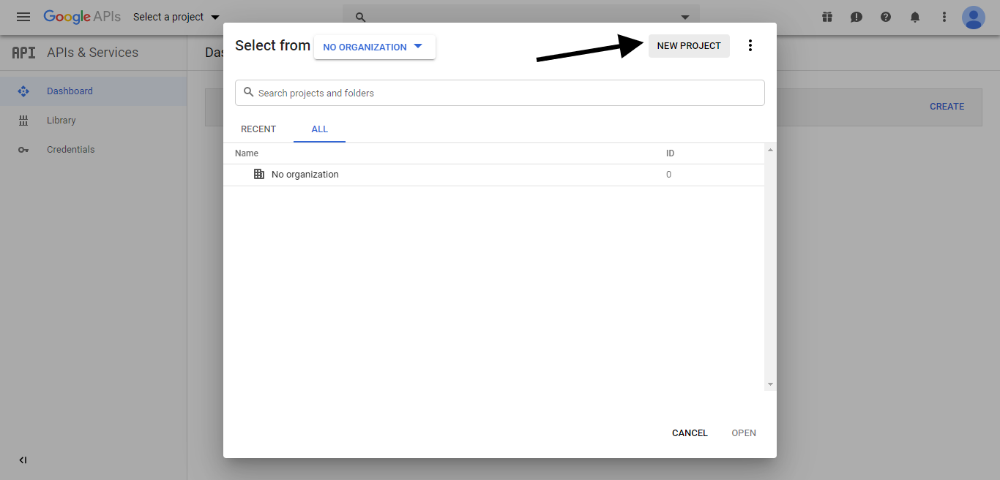 Google APIs Select a project
API APIs & Services
Das
Dashboard
Library
Credentials
CREATE
Select from NO ORGANIZATION NEW PROJECT
Search projects and folders
RECENT ALL
Name ID
No organization 0
CANCEL OPEN